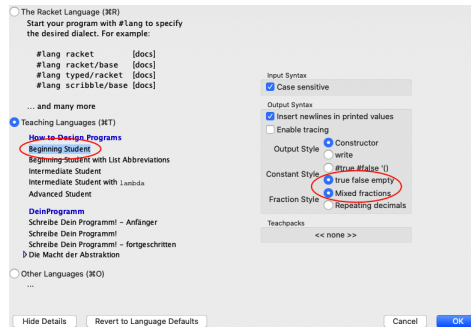 The Racket Language (⌘R)
Start your program with #lang to specify
the desired dialect. For example:
#lang racket [docs]
#lang racket/base [docs]
#lang typed/racket [docs]
#lang scribble/base [docs]
... and many more
Teaching Languages (⌘T)
How to Design Programs
Beginning Student
Beginning Student with List Abbreviations
Intermediate Student
Intermediate Student with lambda
Advanced Student
DeinProgramm
Schreibe Dein Programm! - Anfänger
Schreibe Dein Programm!
Schreibe Dein Programm! - fortgeschritten
Die Macht der Abstraktion
Other Languages (⌘O)
...
Input Syntax
Case sensitive
Output Syntax
Insert newlines in printed values
Enable tracing
Output Style
Constructor
write
Constant Style
#true #false '()
true false empty
Fraction Style
Mixed fractions
Repeating decimals
Teachpacks
<< none >>
Hide Details
Revert to Language Defaults
Cancel
OK